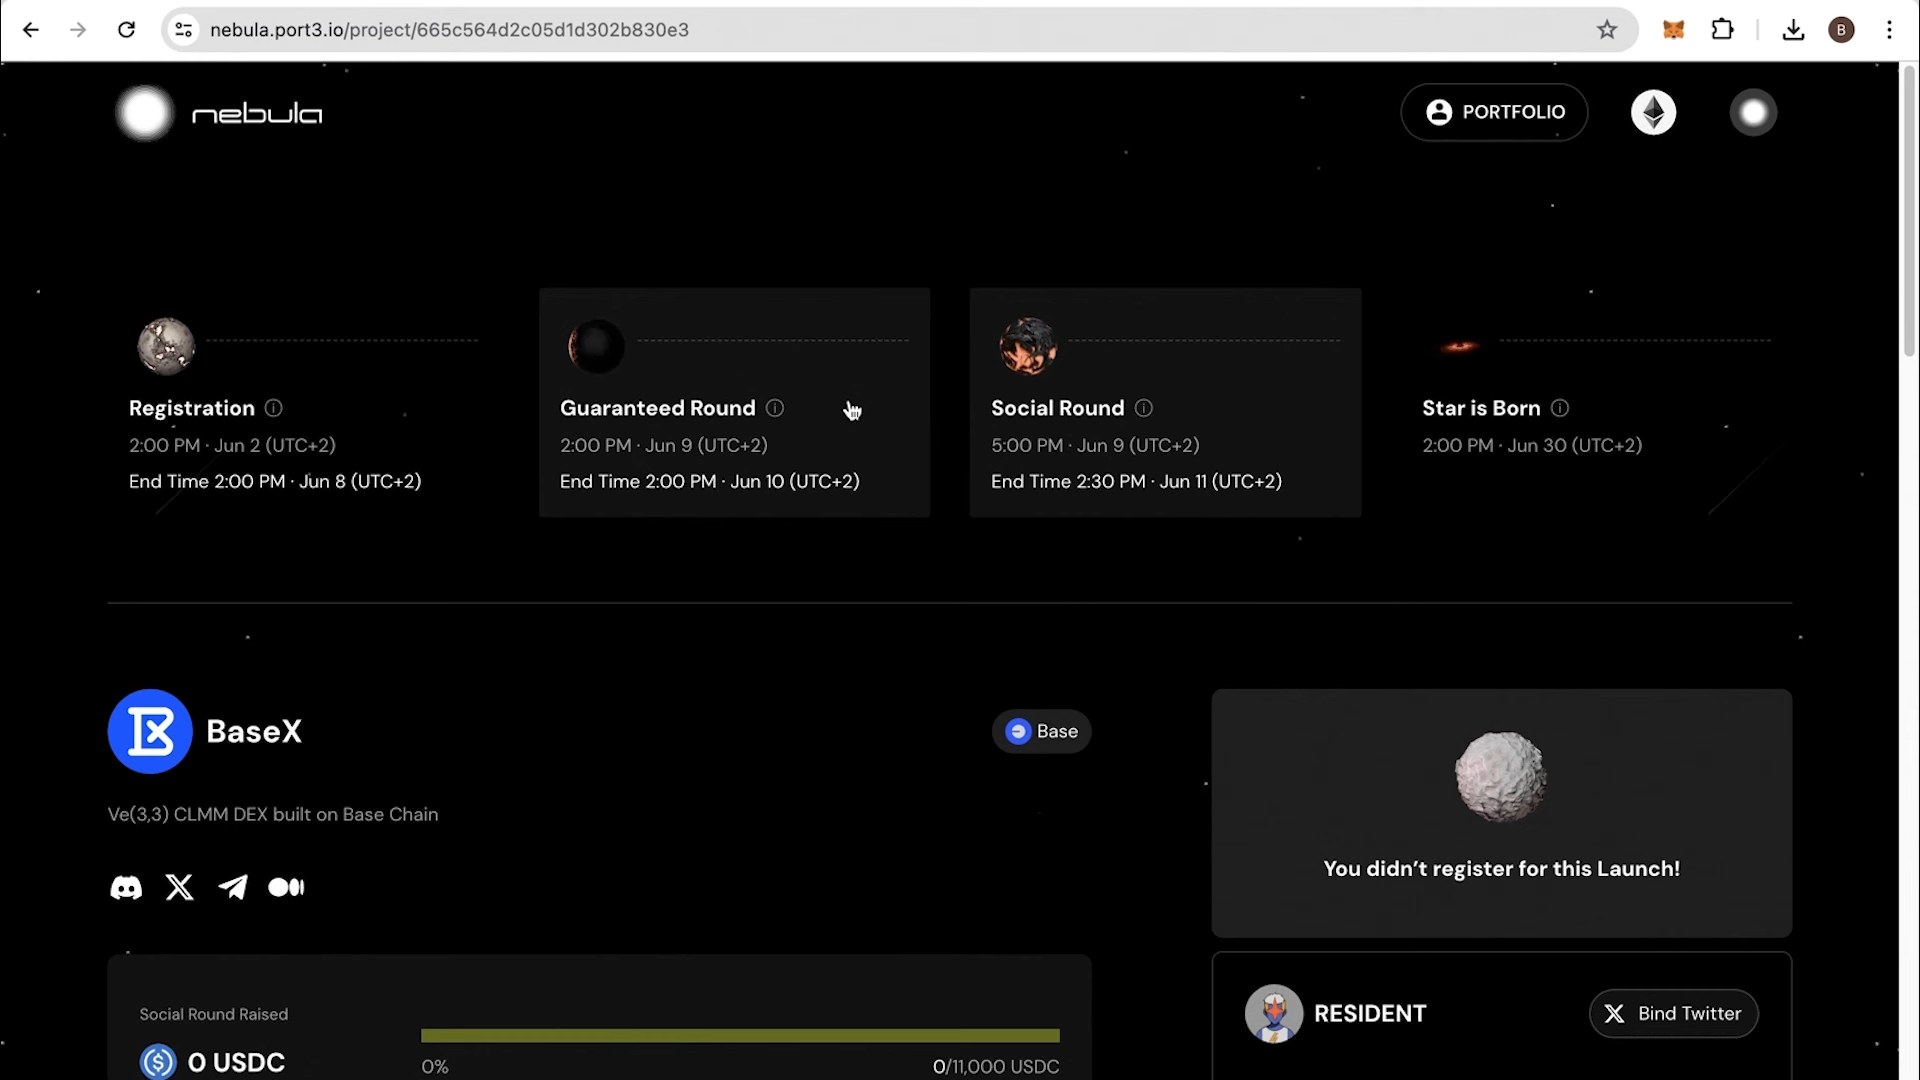 nebula.port3.io/project/665c564d2c05d1d302b830e3
B
nebula
PORTFOLIO
Registration
2:00 PM · Jun 2 (UTC+2)
End Time 2:00 PM · Jun 8 (UTC+2)
Guaranteed Round
2:00 PM · Jun 9 (UTC+2)
End Time 2:00 PM · Jun 10 (UTC+2)
Social Round
5:00 PM · Jun 9 (UTC+2)
End Time 2:30 PM · Jun 11 (UTC+2)
Star is Born
2:00 PM · Jun 30 (UTC+2)
BaseX
Base
Ve(3,3) CLMM DEX built on Base Chain
You didn’t register for this Launch!
Social Round Raised
0 USDC
0%
0/11,000 USDC
RESIDENT
Bind Twitter